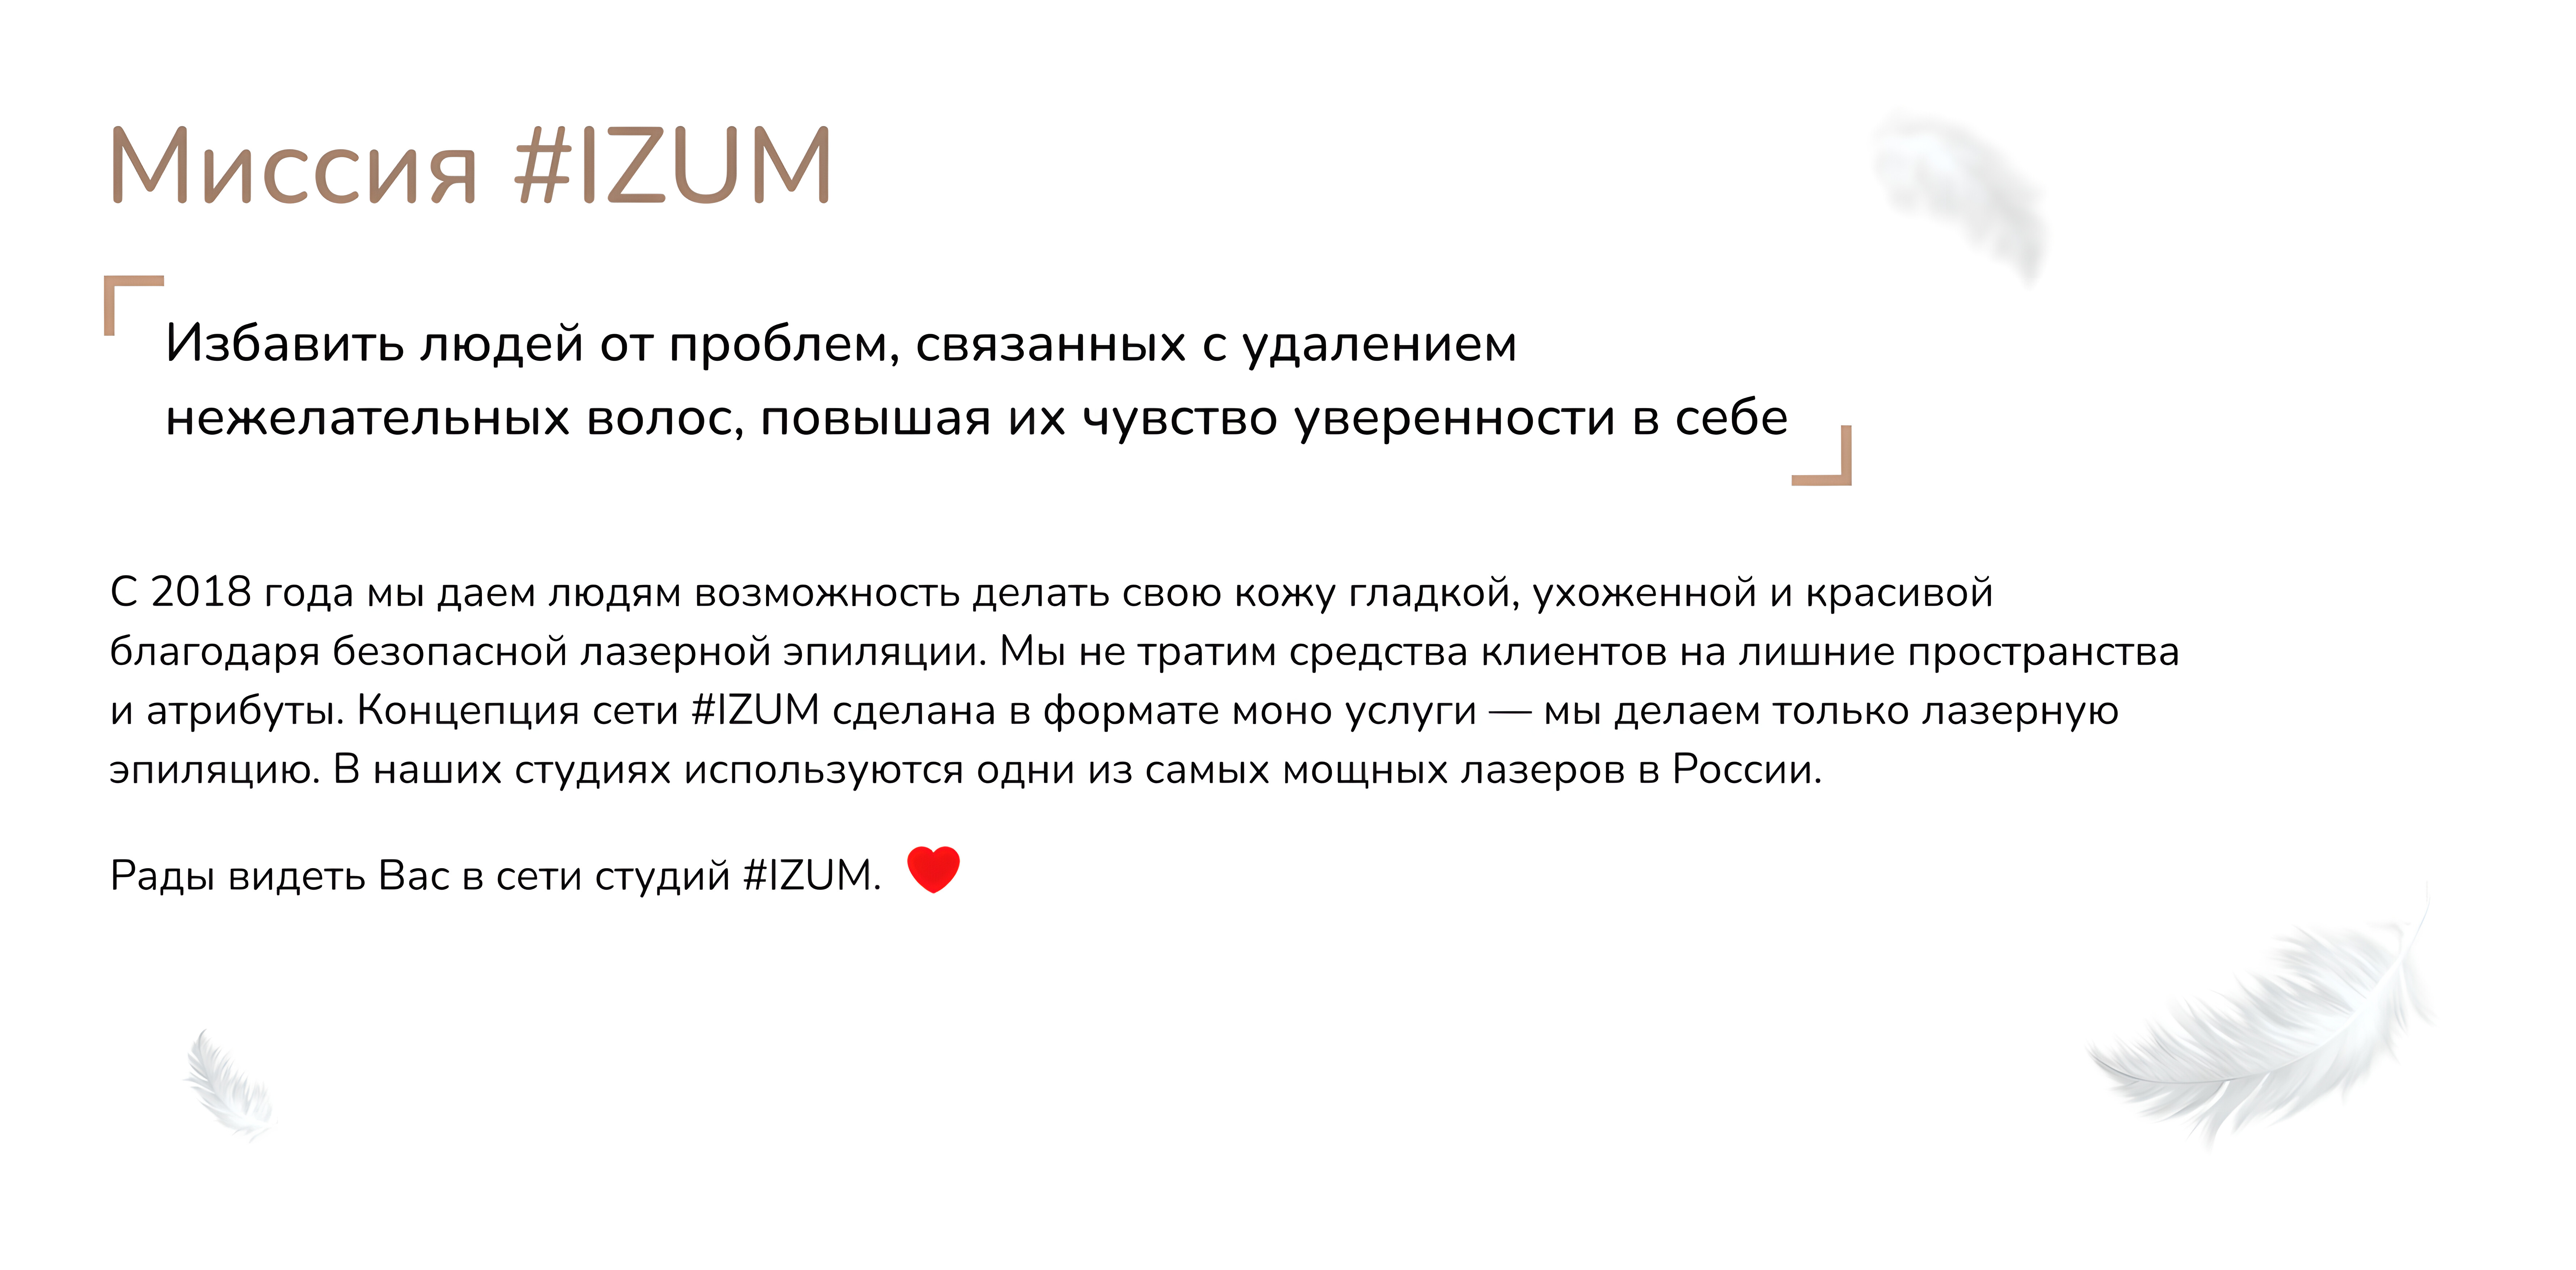 Миссия #IZUM
Избавить людей от проблем, связанных с удалением
нежелательных волос, повышая их чувство уверенности в себе
С 2018 года мы даем людям возможность делать свою кожу гладкой, ухоженной и красивой
благодаря безопасной лазерной эпиляции. Мы не тратим средства клиентов на лишние пространства
и атрибуты. Концепция сети #IZUM сделана в формате моно услуги — мы делаем только лазерную
эпиляцию. В наших студиях используются одни из самых мощных лазеров в России.
Рады видеть Вас в сети студий #IZUM. ❤